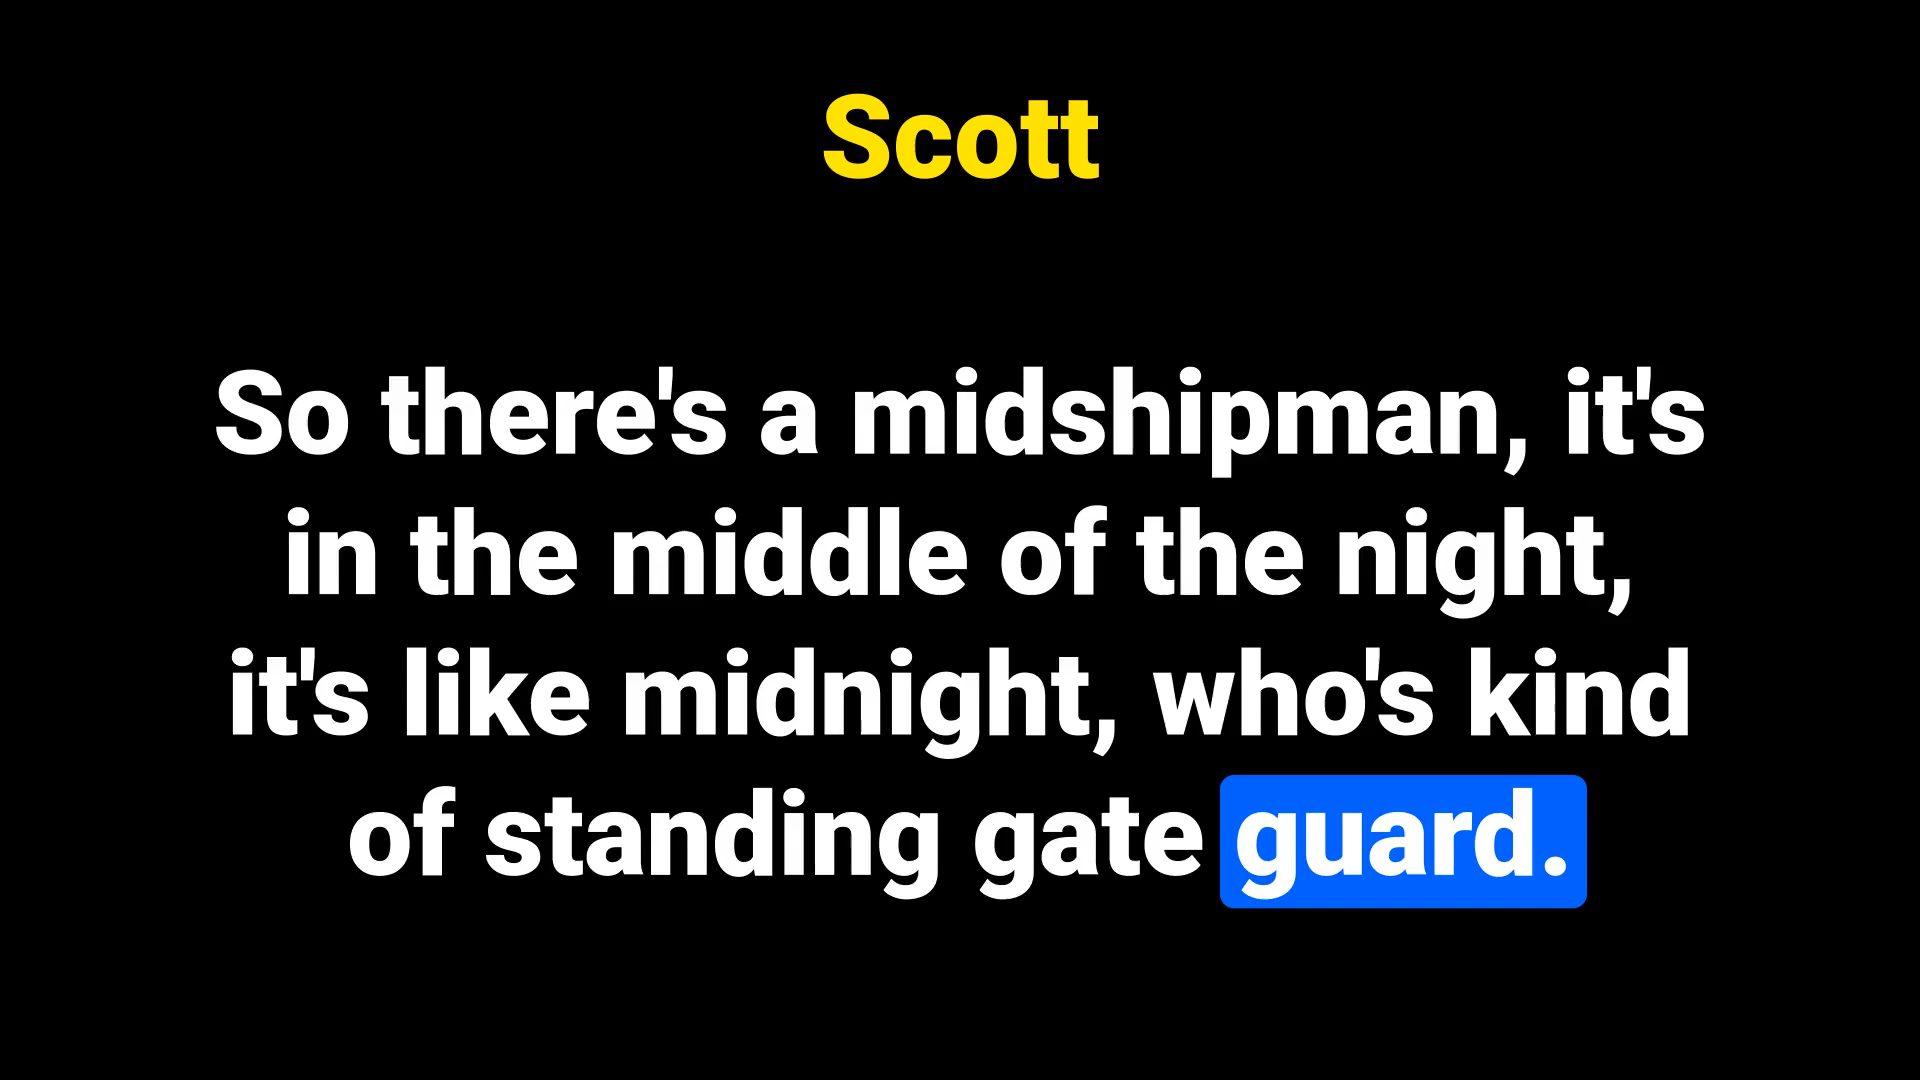 Scott
So there's a midshipman, it's
in the middle of the night,
it's like midnight, who's kind
of standing gate guard.